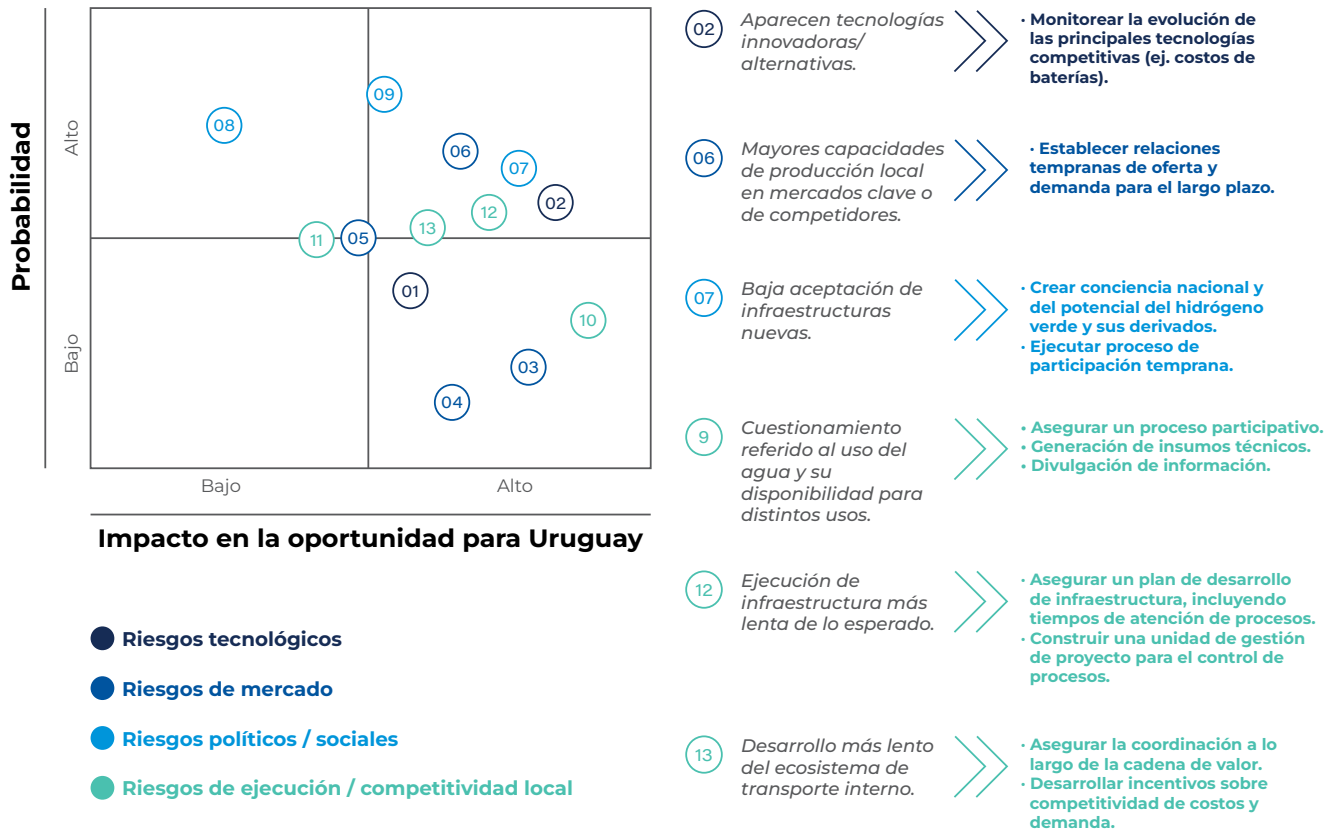 Probabilidad
Alto
Bajo
08
09
06
07
02
12
13
11
05
01
10
03
04
Bajo
Alto
Impacto en la oportunidad para Uruguay
Riesgos tecnológicos
Riesgos de mercado
Riesgos políticos / sociales
Riesgos de ejecución / competitividad local
02
Aparecen tecnologías
innovadoras/
alternativas.
· Monitorear la evolución de
las principales tecnologías
competitivas (ej. costos de
baterías).
06
Mayores capacidades
de producción local
en mercados clave o
de competidores.
· Establecer relaciones
tempranas de oferta y
demanda para el largo plazo.
07
Baja aceptación de
infraestructuras
nuevas.
· Crear conciencia nacional y
del potencial del hidrógeno
verde y sus derivados.
· Ejecutar proceso de
participación temprana.
9
Cuestionamiento
referido al uso del
agua y su
disponibilidad para
distintos usos.
• Asegurar un proceso participativo.
• Generación de insumos técnicos.
• Divulgación de información.
12
Ejecución de
infraestructura más
lenta de lo esperado.
· Asegurar un plan de desarrollo
de infraestructura, incluyendo
tiempos de atención de procesos.
· Construir una unidad de gestión
de proyecto para el control de
procesos.
13
Desarrollo más lento
del ecosistema de
transporte interno.
· Asegurar la coordinación a lo
largo de la cadena de valor.
· Desarrollar incentivos sobre
competitividad de costos y
demanda.